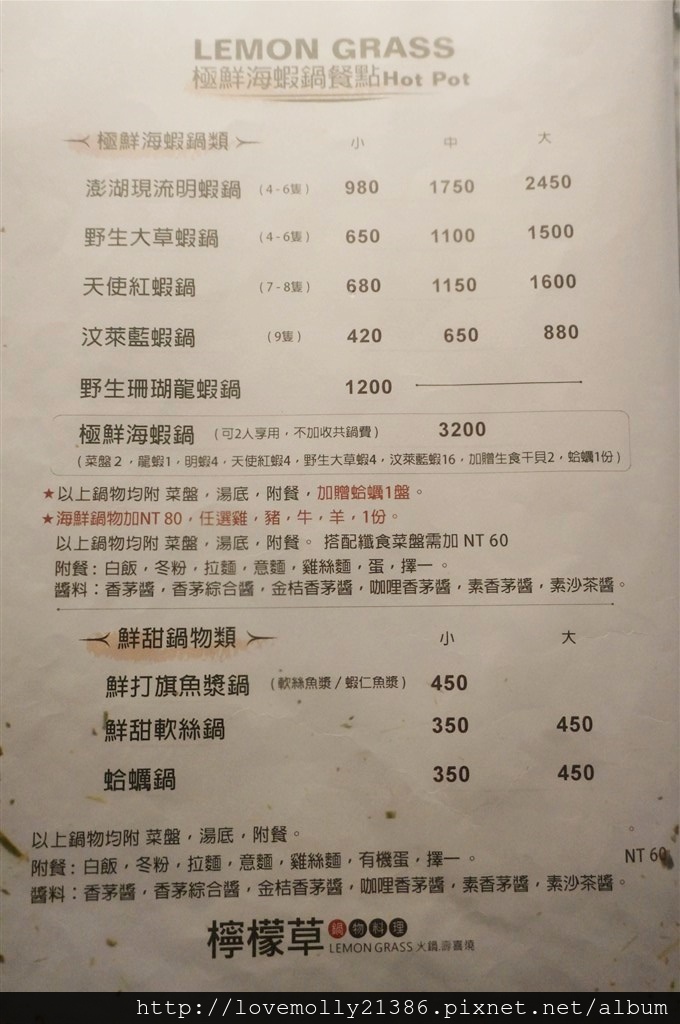 LEMON GRASS
極鮮海蝦鍋餐點Hot Pot
極鮮海蝦鍋類 小 中 大
澎湖現流明蝦鍋 (4-6隻) 980 1750 2450
野生大草蝦鍋 (4-6隻) 650 1100 1500
天使紅蝦鍋 (7-8隻) 680 1150 1600
汶萊藍蝦鍋 (9隻) 420 650 880
野生珊瑚龍蝦鍋 1200
極鮮海蝦鍋 (可2人享用,不加收共鍋費) 3200
(菜盤2,龍蝦1,明蝦4,天使紅蝦4,野生大草蝦4,汶萊藍蝦16,加贈生食干貝2,蛤蠣1份)
★以上鍋物均附 菜盤,湯底,附餐,加贈蛤蠣1盤。
★海鮮鍋物加NT 80,任選雞,豬,牛,羊,1份。
以上鍋物均附 菜盤,湯底,附餐。 搭配纖食菜盤需加 NT 60
附餐:白飯,冬粉,拉麵,意麵,雞絲麵,蛋,擇一 。
醬料:香茅醬,香茅綜合醬,金桔香茅醬,咖哩香茅醬,素香茅醬,素沙茶醬。
鮮甜鍋物類 小 大
鮮打旗魚漿鍋 (軟絲魚漿/蝦仁魚漿) 450
鮮甜軟絲鍋 350 450
蛤蠣鍋 350 450
以上鍋物均附 菜盤,湯底,附餐。 。
附餐:白飯,冬粉,拉麵,意麵,雞絲麵,有機蛋,擇一 。 NT 60
醬料:香茅醬,香茅綜合醬,金桔香茅醬,咖哩香茅醬,素香茅醬,素沙茶醬。
檸檬草 鍋物料理
LEMON GRASS 火鍋.壽喜燒
http://lovemolly21386.pixnet.net/album